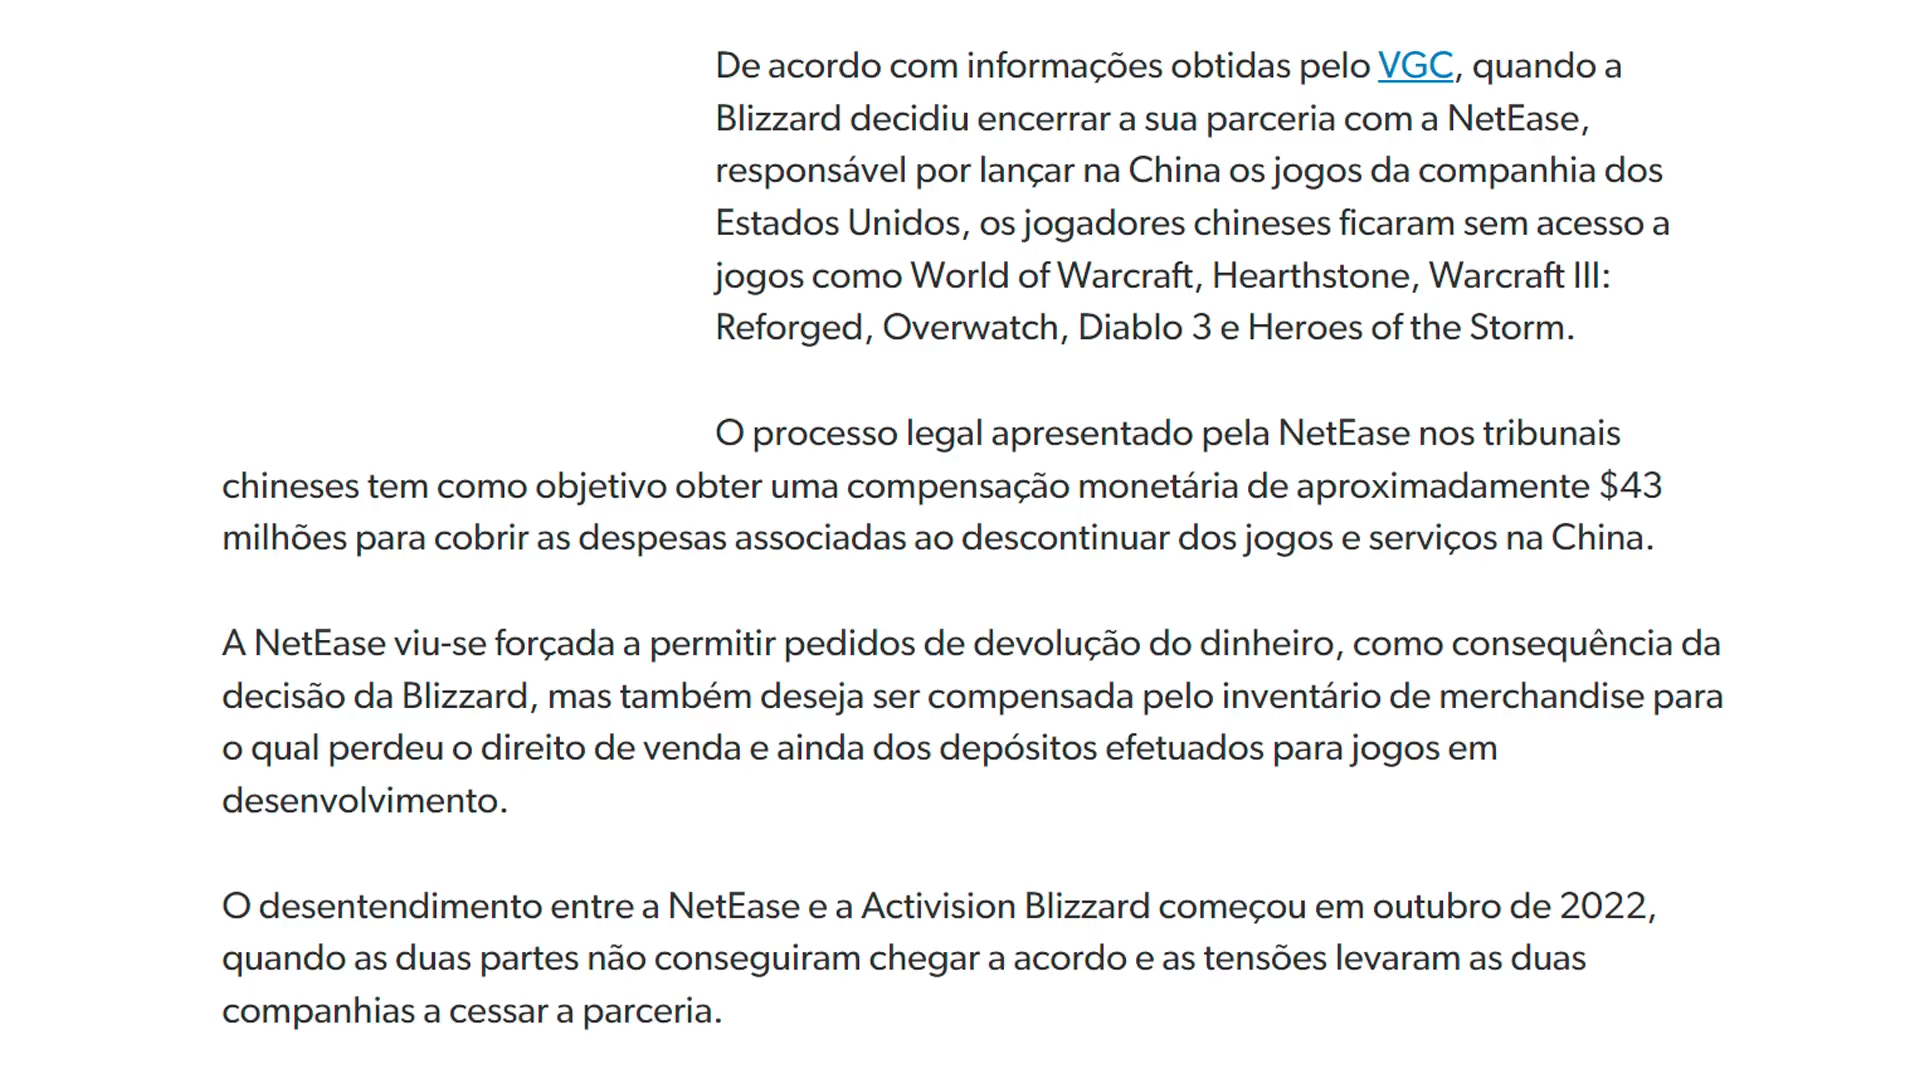 De acordo com informações obtidas pelo VGC, quando a
Blizzard decidiu encerrar a sua parceria com a NetEase,
responsável por lançar na China os jogos da companhia dos
Estados Unidos, os jogadores chineses ficaram sem acesso a
jogos como World of Warcraft, Hearthstone, Warcraft III:
Reforged, Overwatch, Diablo 3 e Heroes of the Storm.
O processo legal apresentado pela NetEase nos tribunais
chineses tem como objetivo obter uma compensação monetária de aproximadamente $43
milhões para cobrir as despesas associadas ao descontinuar dos jogos e serviços na China.
A NetEase viu-se forçada a permitir pedidos de devolução do dinheiro, como consequência da
decisão da Blizzard, mas também deseja ser compensada pelo inventário de merchandise para
o qual perdeu o direito de venda e ainda dos depósitos efetuados para jogos em
desenvolvimento.
O desentendimento entre a NetEase e a Activision Blizzard começou em outubro de 2022,
quando as duas partes não conseguiram chegar a acordo e as tensões levaram as duas
companhias a cessar a parceria.